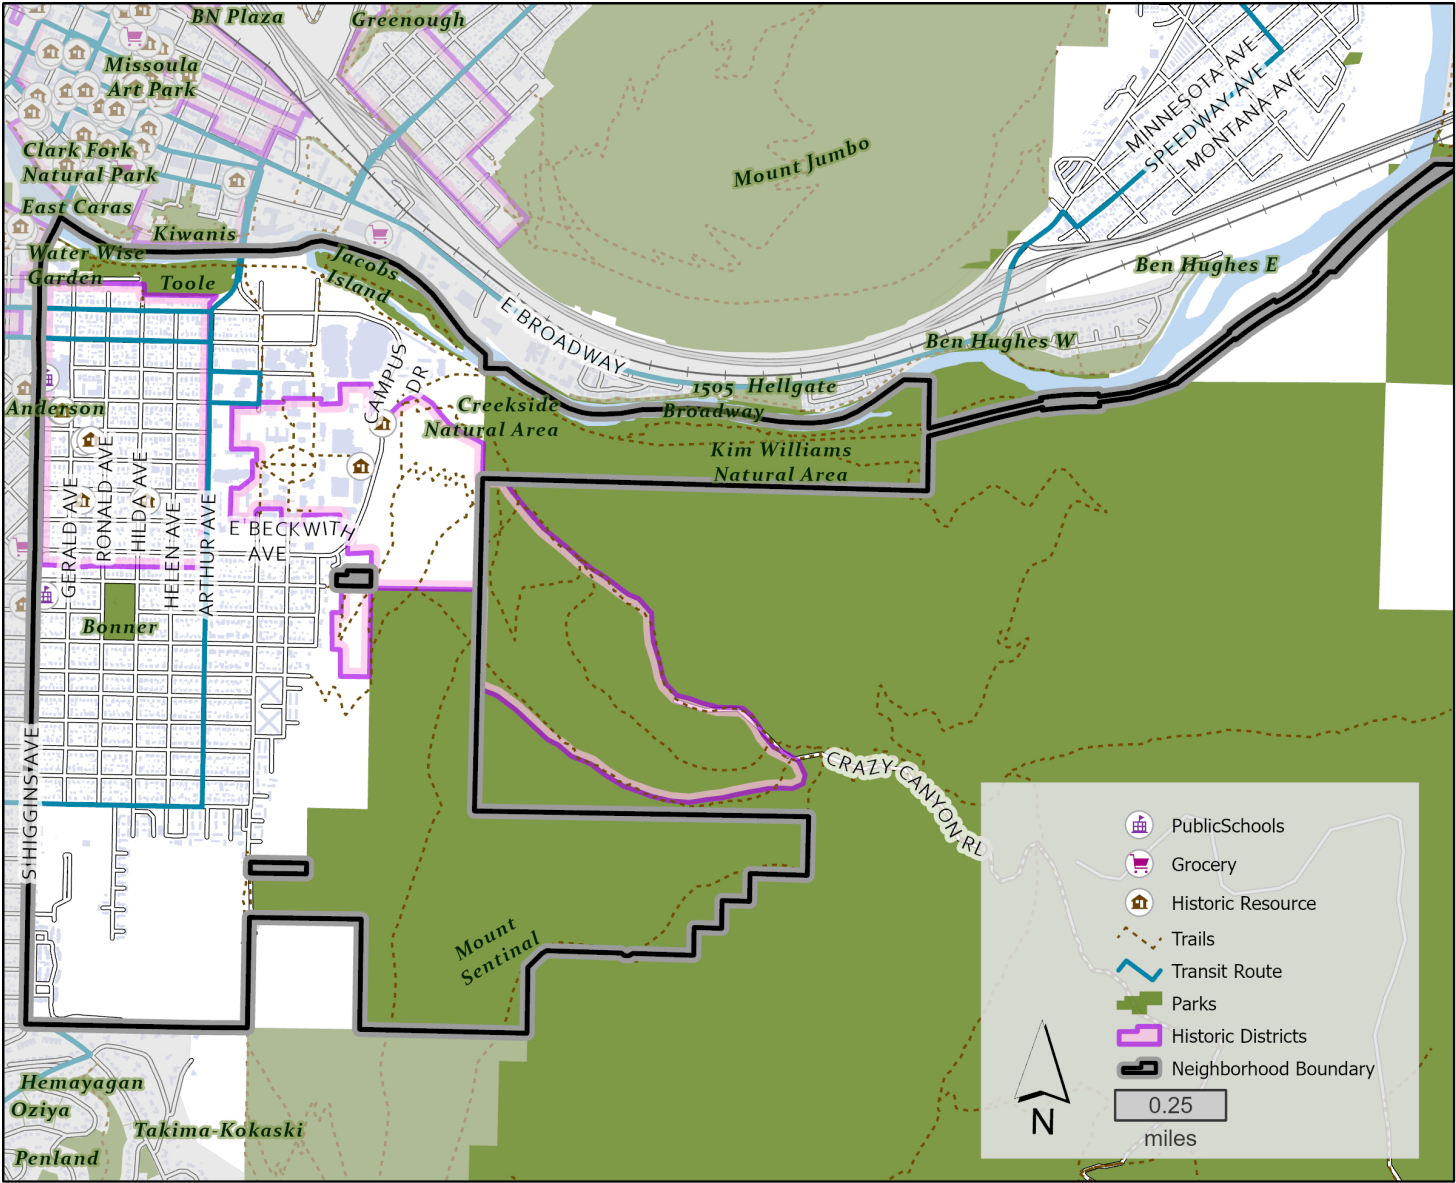 BN Plaza
Greenough
Missoula
Art Park
Clark Fork
Natural Park
East Caras
Kiwanis
Water Wise
Garden
Toole
Jacobs
Island
Mount Jumbo
MINNESOTA AVE
SPEEDWAY AVE
MONTANA AVE
Ben Hughes E
Ben Hughes W
E BROADWAY
1505 Hellgate
Broadway
CAMPUS
DR
Creekside
Natural Area
Kim Williams
Natural Area
Anderson
GERALD AVE
RONALD AVE
HILDA AVE
HELEN AVE
ARTHUR AVE
E BECKWITH
AVE
Bonner
S HIGGINS AVE
CRAZY CANYON RD
Mount
Sentinal
Hemayagan
Oziya
Takima-Kokaski
Penland
PublicSchools
Grocery
Historic Resource
Trails
Transit Route
Parks
Historic Districts
Neighborhood Boundary
0.25
miles
N